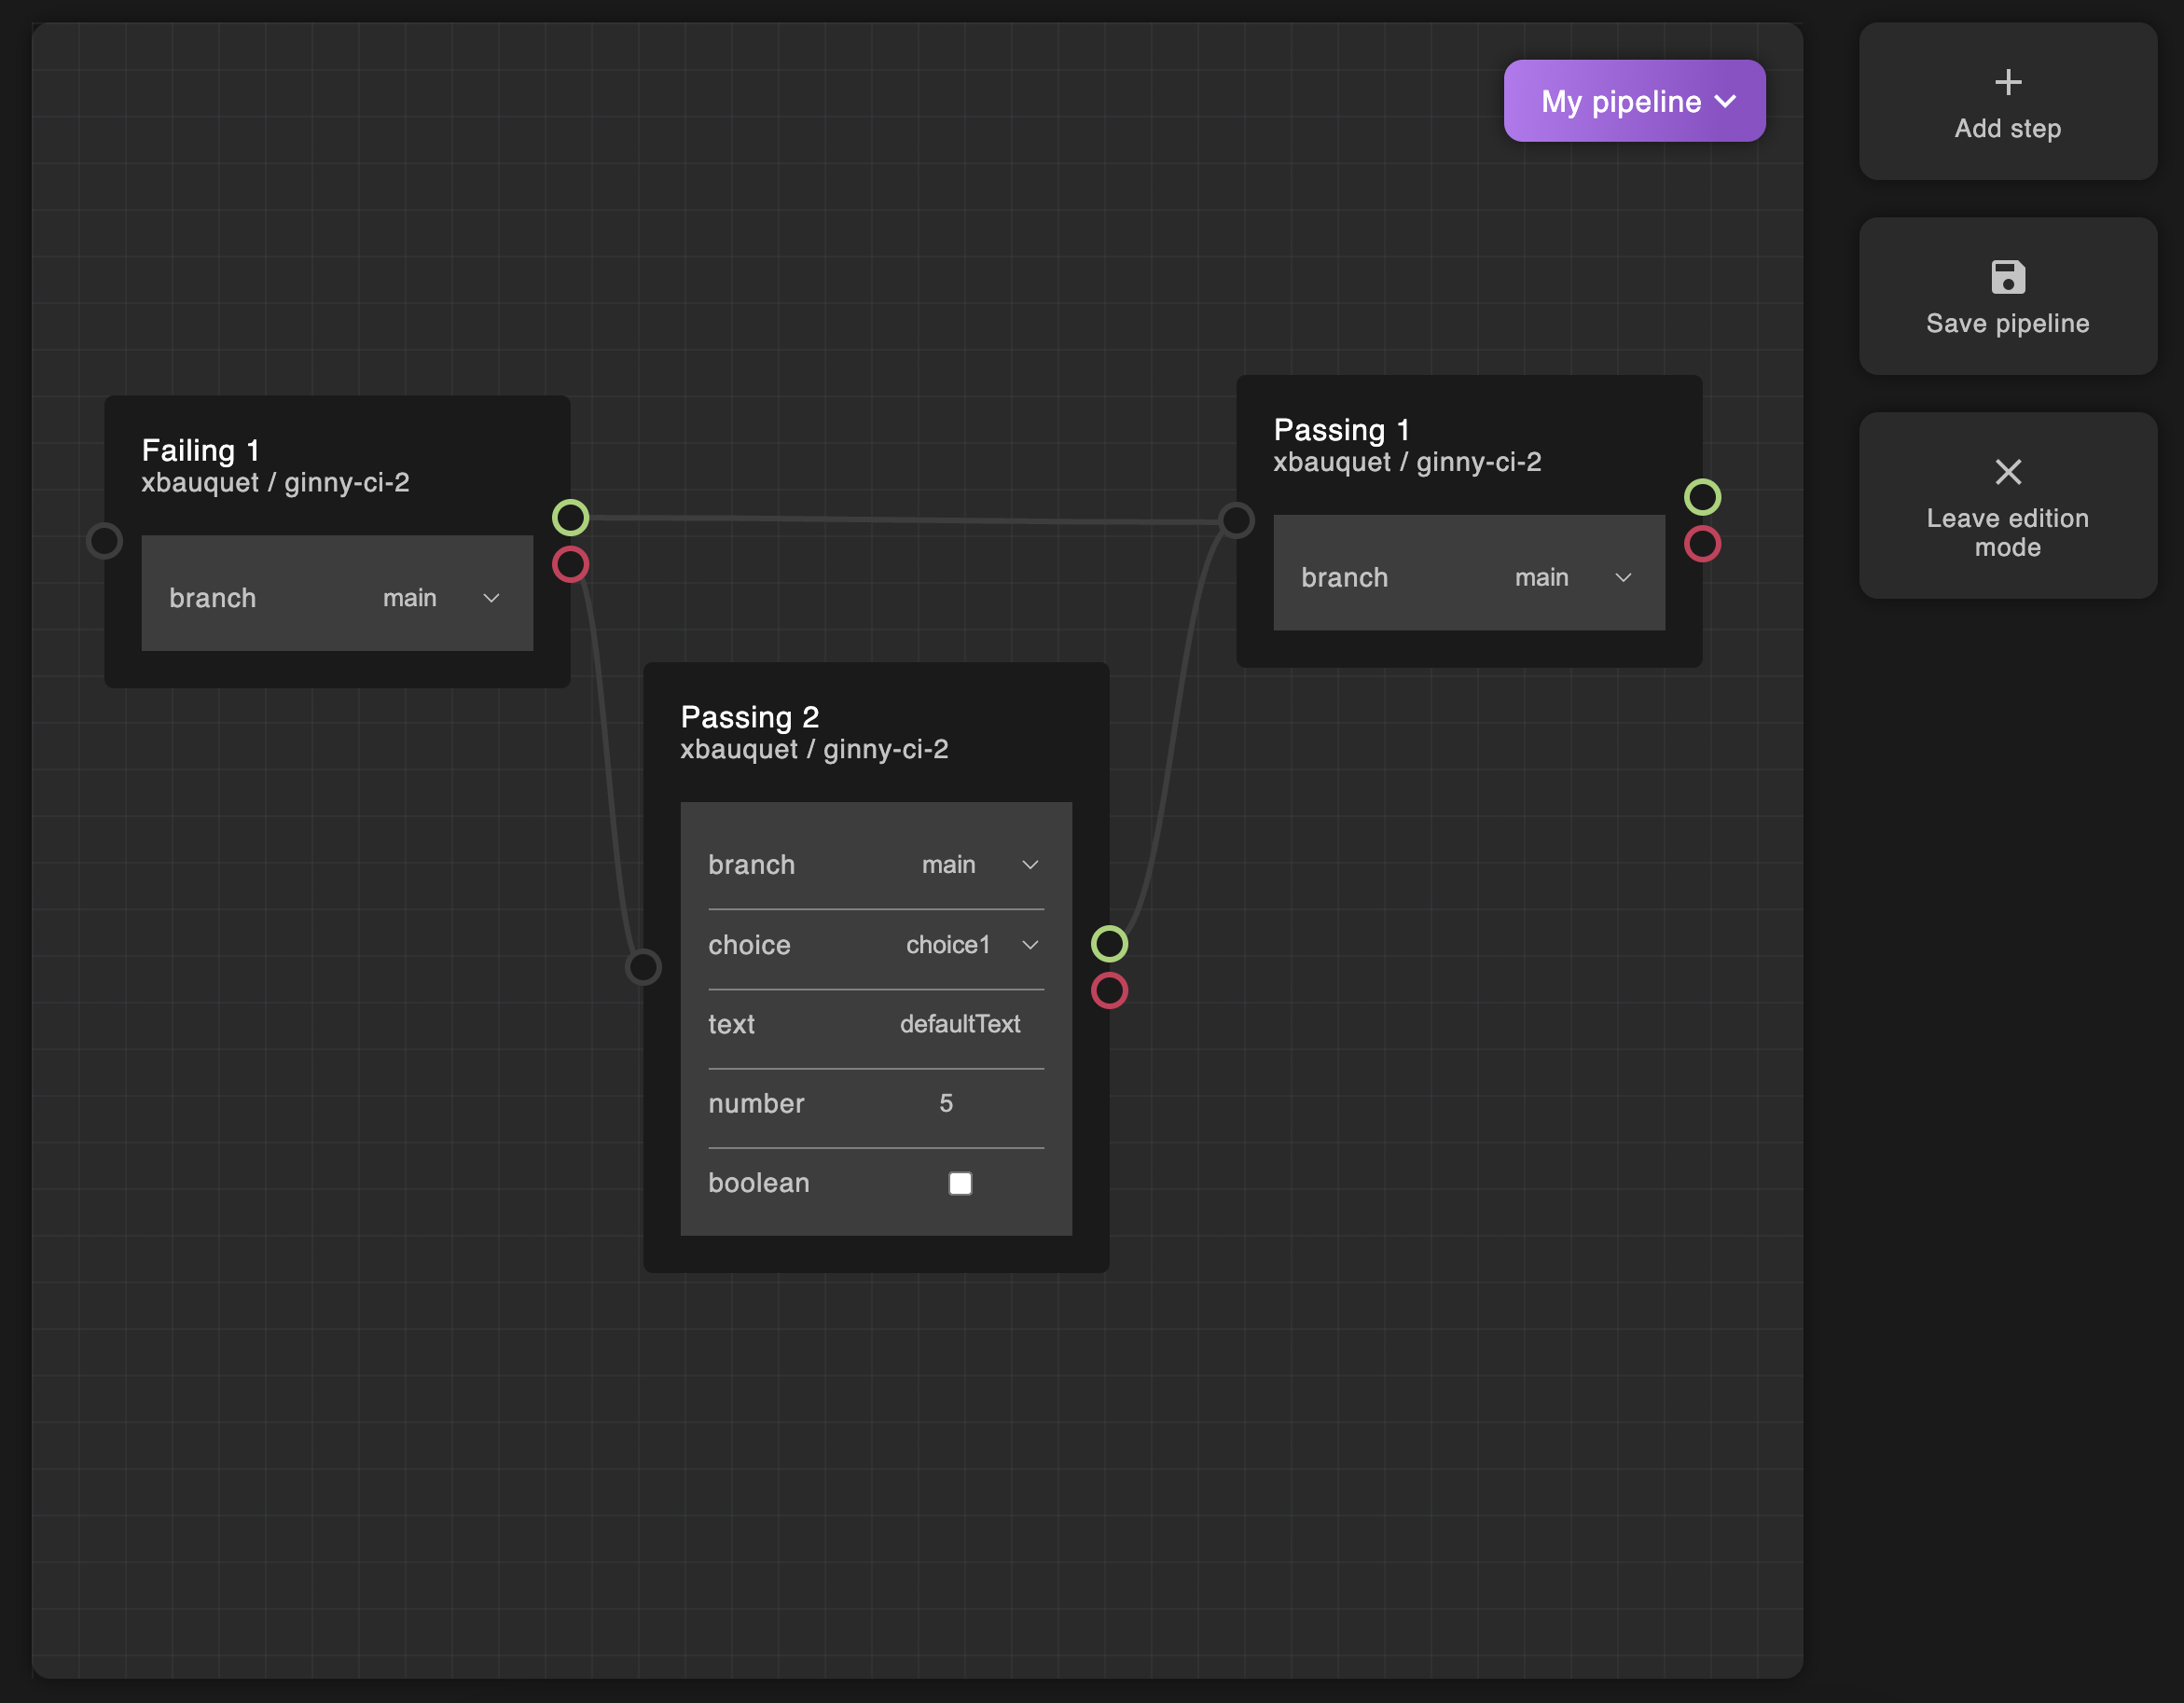 My pipeline
Add step
Save pipeline
Leave edition
mode
Failing 1
xbauquet / ginny-ci-2
branch main
Passing 1
xbauquet / ginny-ci-2
branch main
Passing 2
xbauquet / ginny-ci-2
branch main
choice choice1
text defaultText
number 5
boolean